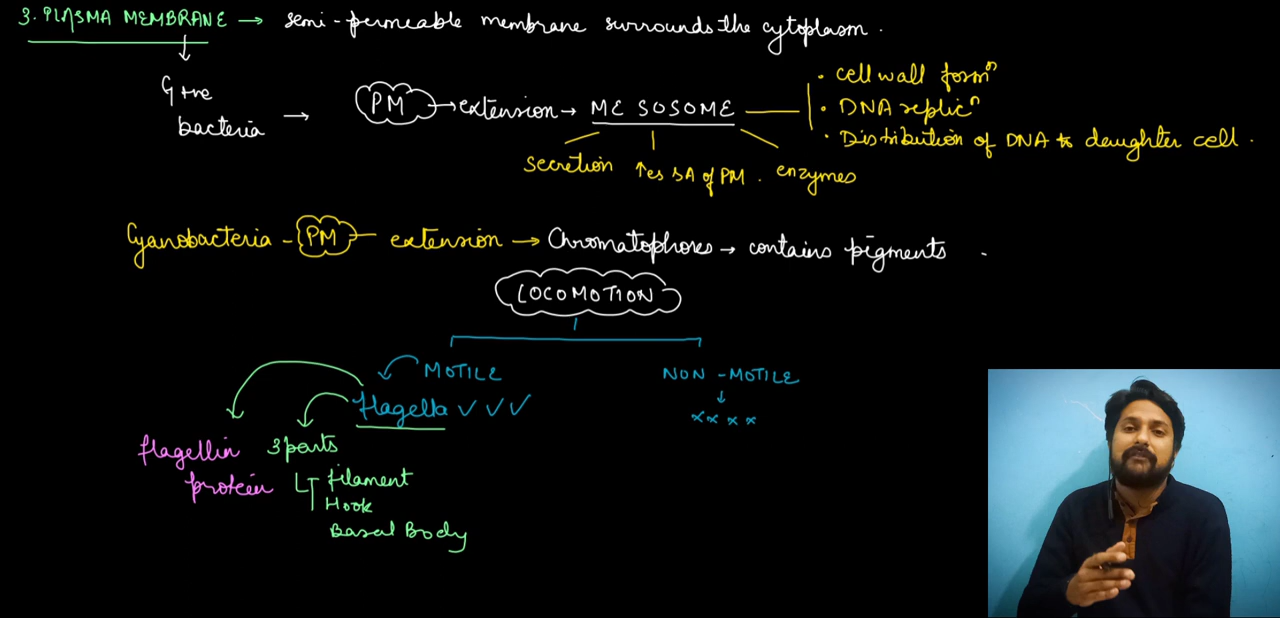 3. PLASMA MEMBRANE → semi-permeable membrane surrounds the cytoplasm.
G +ve
bacteria → PM → extension → MESOSOME
• cell wall formⁿ
• DNA replicⁿ
• Distribution of DNA to daughter cell.
secretion ↑es SA of PM. enzymes
Cyanobacteria - PM - extension → Chromatophores → contains pigments
LOCOMOTION
MOTILE NON-MOTILE
flagella ✓ ✓ ✓ × × × ×
flagellin
protein
3 parts
filament
Hook
Basal Body